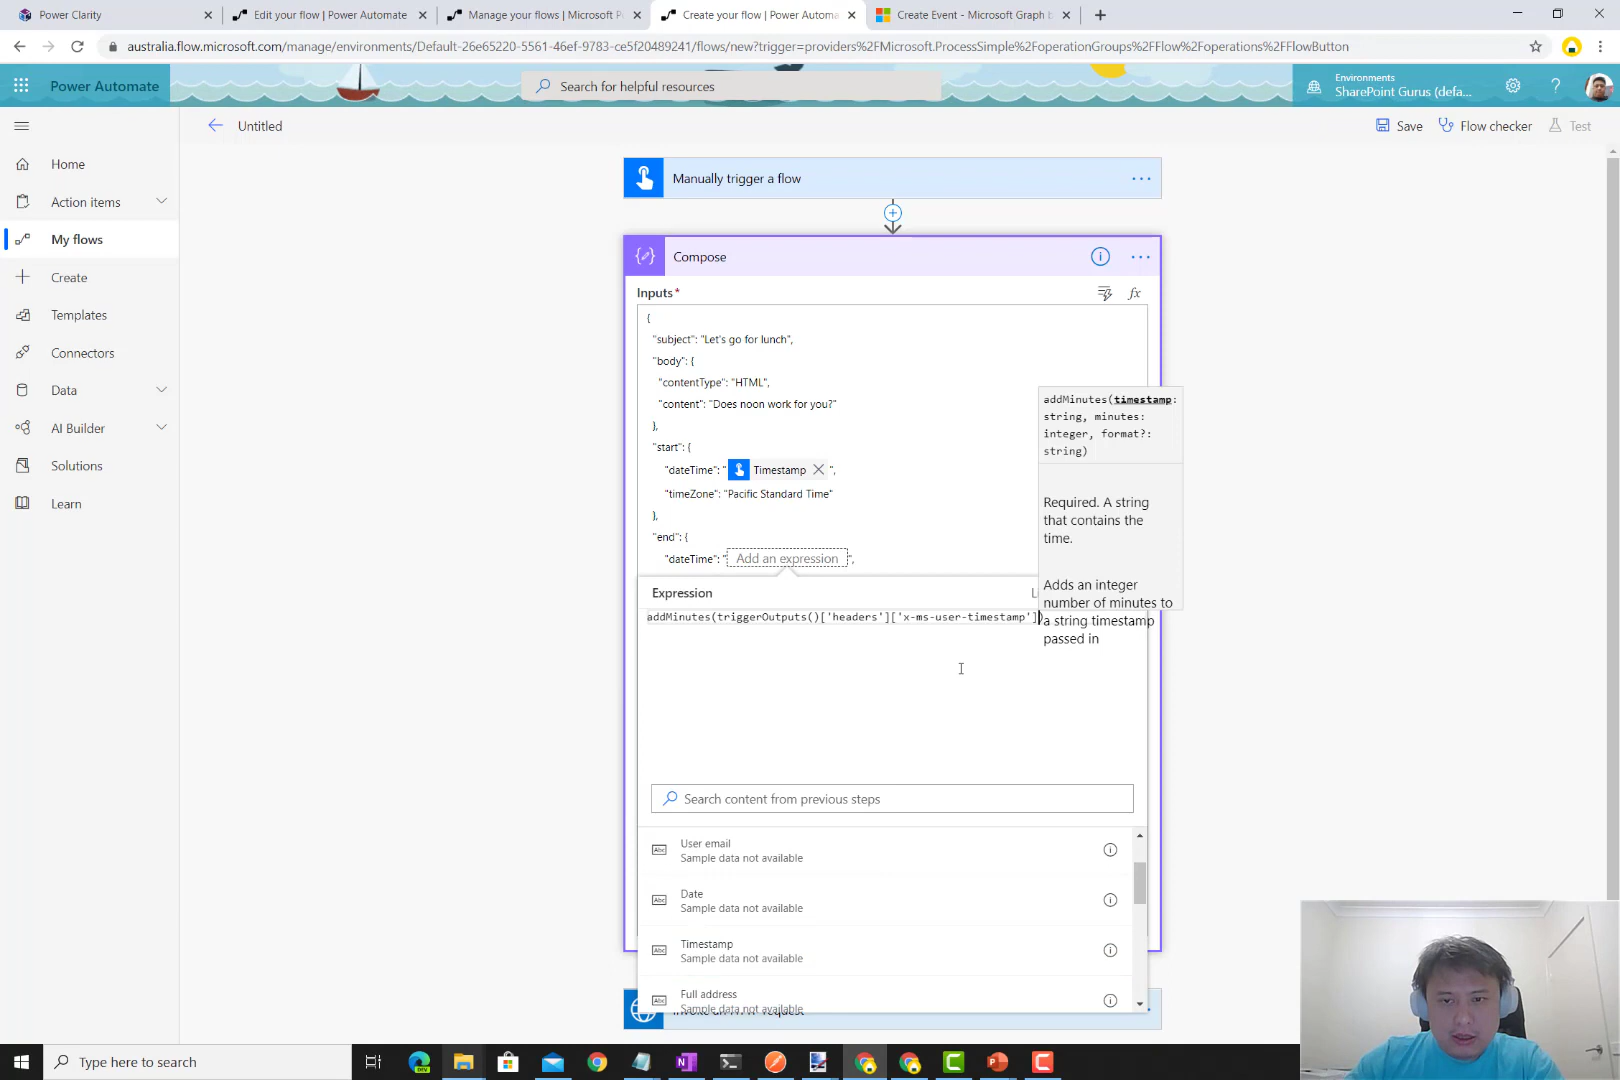 Power Clarity
Edit your flow | Power Automate
Manage your flows | Microsoft P
Create your flow | Power Automa
Create Event - Microsoft Graph b
australia.flow.microsoft.com/manage/environments/Default-26e65220-5561-46ef-9783-ce5f20489241/flows/new?trigger=providers%2FMicrosoft.ProcessSimple%2FoperationGroups%2FFlow%2Foperations%2FFlowButton
Power Automate
Search for helpful resources
Environments
SharePoint Gurus (defa...
Untitled
Save
Flow checker
Test
Home
Action items
My flows
Create
Templates
Connectors
Data
AI Builder
Solutions
Learn
Manually trigger a flow
Compose
Inputs*
fx
{
"subject": "Let's go for lunch",
"body": {
"contentType": "HTML",
"content": "Does noon work for you?"
},
"start": {
"dateTime": " Timestamp ",
"timeZone": "Pacific Standard Time"
},
"end": {
"dateTime": " Add an expression ",
addMinutes(timestamp:
string, minutes:
integer, format?:
string)
Required. A string
that contains the
time.
Adds an integer
number of minutes to
a string timestamp
passed in
Expression
addMinutes(triggerOutputs()['headers']['x-ms-user-timestamp'])
Search content from previous steps
User email
Sample data not available
Date
Sample data not available
Timestamp
Sample data not available
Full address
Sample data not available
Type here to search